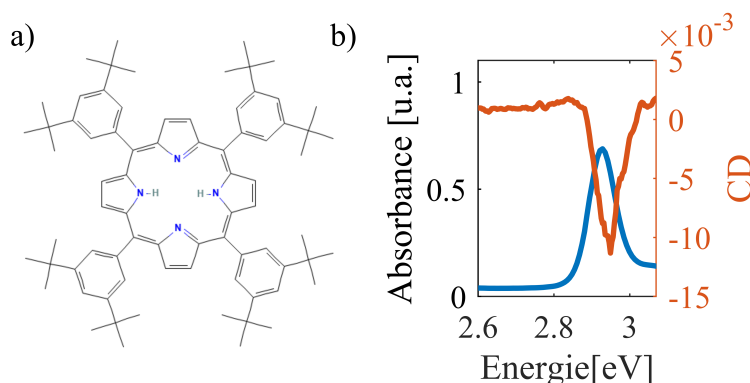 a)
N
N-H
H-N
N
b)
×10⁻³
1
0.5
0
Absorbance [u.a.]
5
0
-5
-10
-15
CD
2.6
2.8
3
Energie[eV]